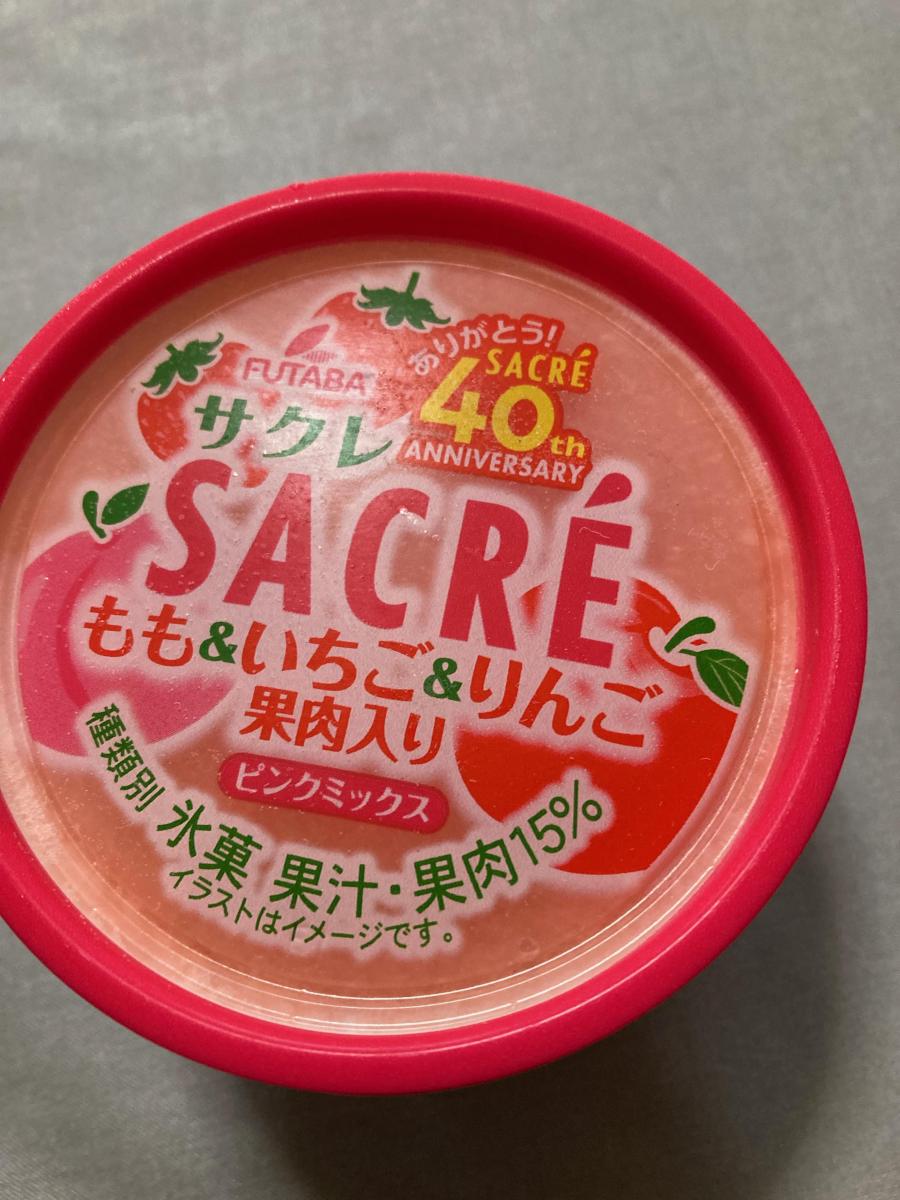 FUTABA
ありがとう!
SACRÉ
40th
ANNIVERSARY
サクレ
SACRÉ
もも&いちご&りんご
果肉入り
ピンクミックス
種類別 氷菓 果汁・果肉15%
イラストはイメージです。